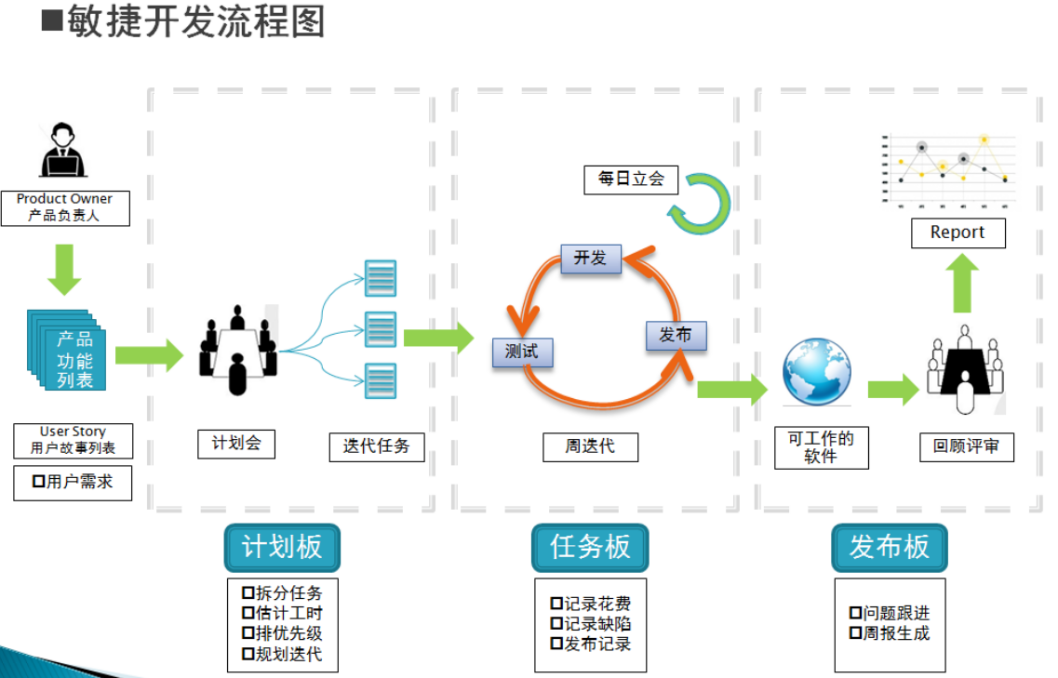 ■敏捷开发流程图
Product Owner
产品负责人
产品
功能
列表
User Story
用户故事列表
用户需求
计划会
迭代任务
每日立会
开发
测试
发布
周迭代
可工作的
软件
Report
回顾评审
计划板
拆分任务
估计工时
排优先级
规划迭代
任务板
记录花费
记录缺陷
发布记录
发布板
问题跟进
周报生成